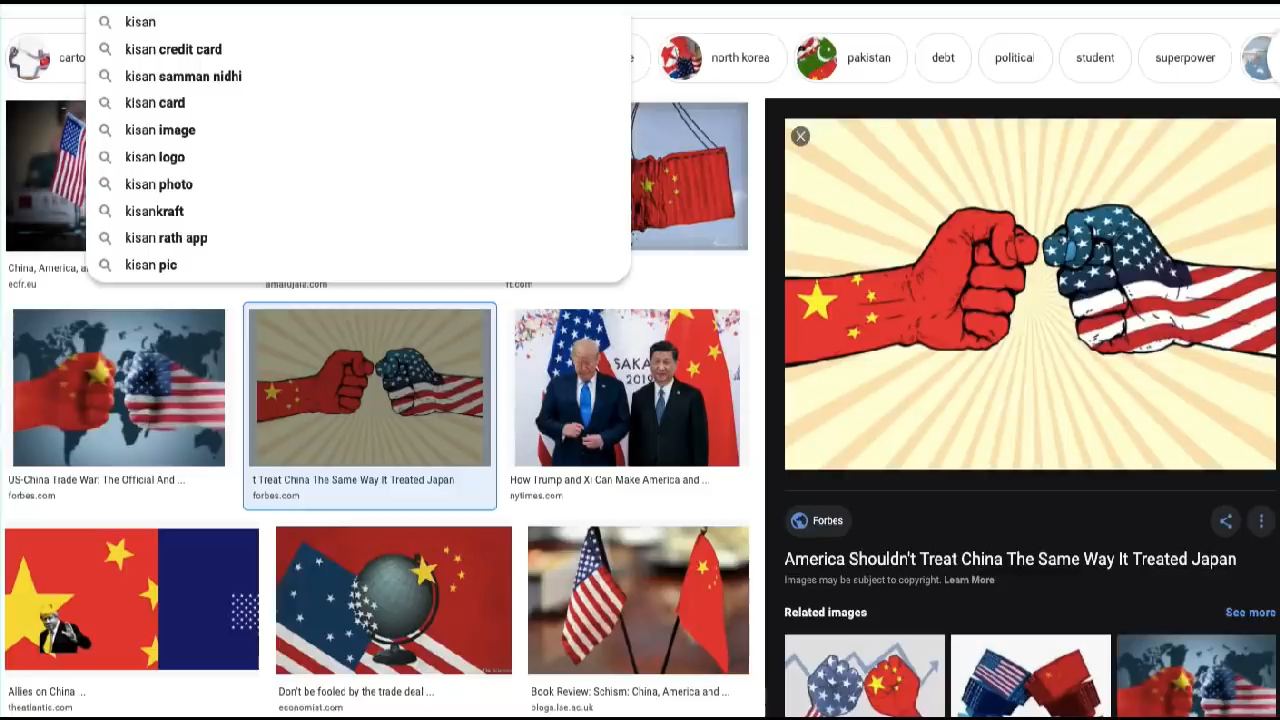 kisan
kisan credit card
kisan samman nidhi
kisan card
kisan image
kisan logo
kisan photo
kisankraft
kisan rath app
kisan pic
carto
north korea
pakistan
debt
political
student
superpower
China, America, a
ecfr.eu
amarujala.com
ft.com
SAKA
2019
US-China Trade War: The Official And ...
forbes.com
t Treat China The Same Way It Treated Japan
forbes.com
How Trump and Xi Can Make America and ...
nytimes.com
Allies on China ...
theatlantic.com
Don't be fooled by the trade deal ...
economist.com
Book Review: Schism: China, America and ...
blogs.lse.ac.uk
Forbes
America Shouldn't Treat China The Same Way It Treated Japan
Images may be subject to copyright. Learn More
Related images
See more